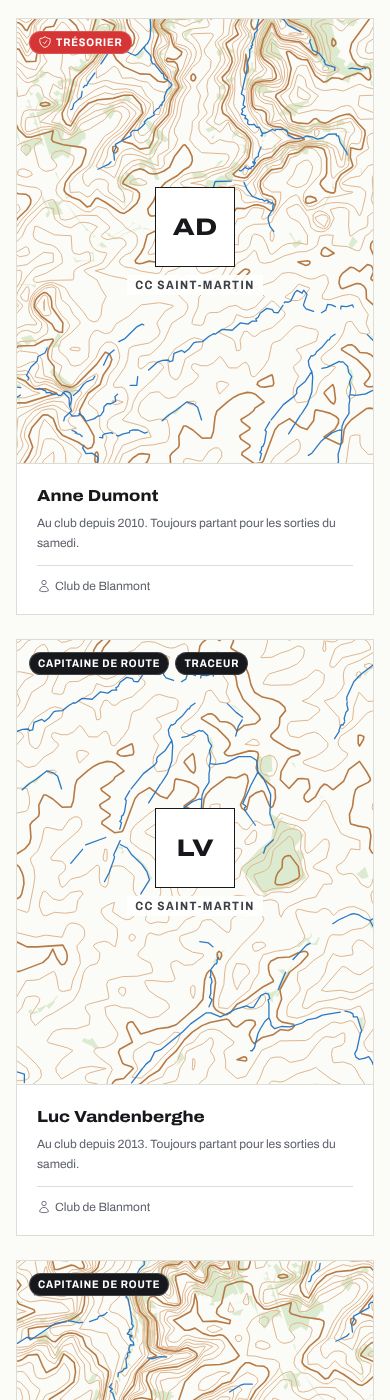 TRÉSORIER
AD
CC SAINT-MARTIN
Anne Dumont
Au club depuis 2010. Toujours partant pour les sorties du
samedi.
Club de Blanmont
CAPITAINE DE ROUTE TRACEUR
LV
CC SAINT-MARTIN
Luc Vandenberghe
Au club depuis 2013. Toujours partant pour les sorties du
samedi.
Club de Blanmont
CAPITAINE DE ROUTE